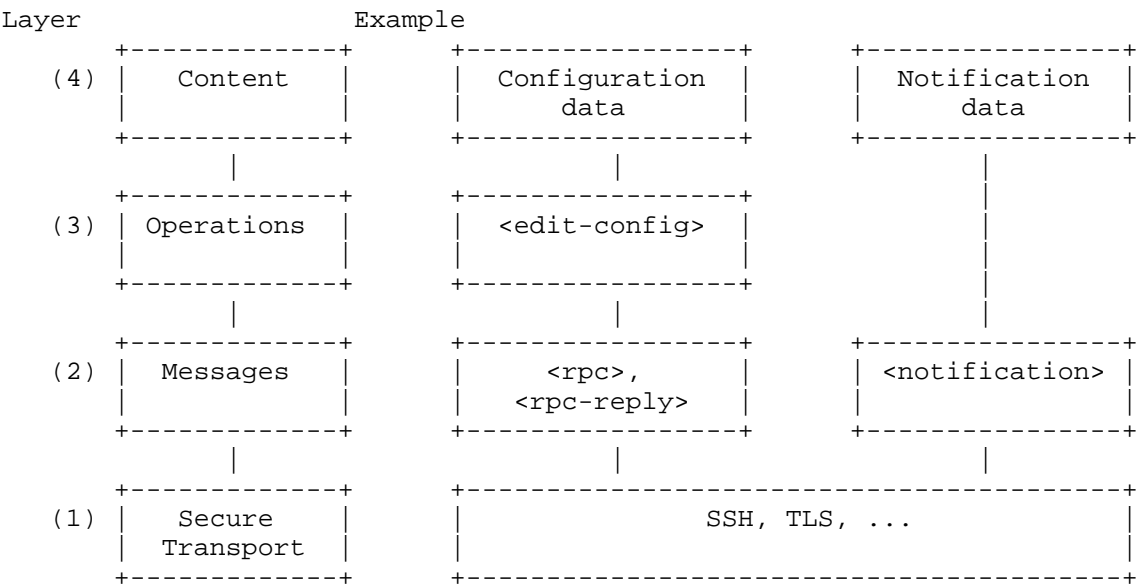 Layer Example
(4) Content Configuration Notification
data data
(3) Operations <edit-config>
(2) Messages <rpc>, <notification>
<rpc-reply>
(1) Secure SSH, TLS, ...
Transport